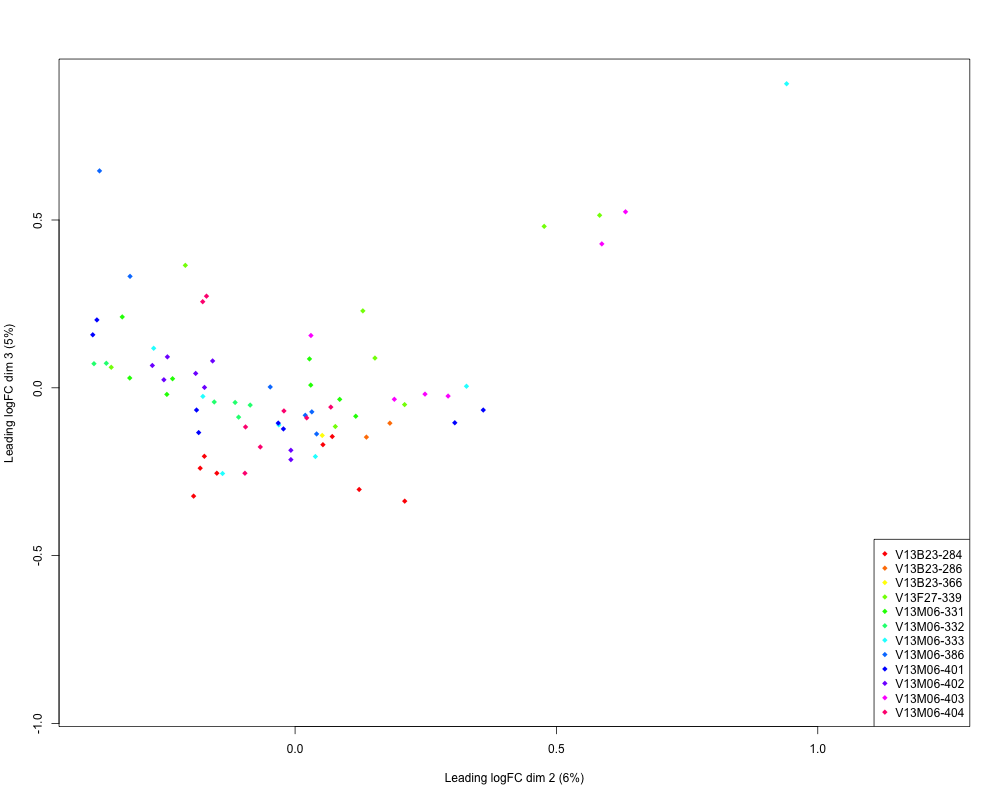 Leading logFC dim 3 (5%)
0.5
0.0
-0.5
-1.0
V13B23-284
V13B23-286
V13B23-366
V13F27-339
V13M06-331
V13M06-332
V13M06-333
V13M06-386
V13M06-401
V13M06-402
V13M06-403
V13M06-404
0.0 0.5 1.0
Leading logFC dim 2 (6%)